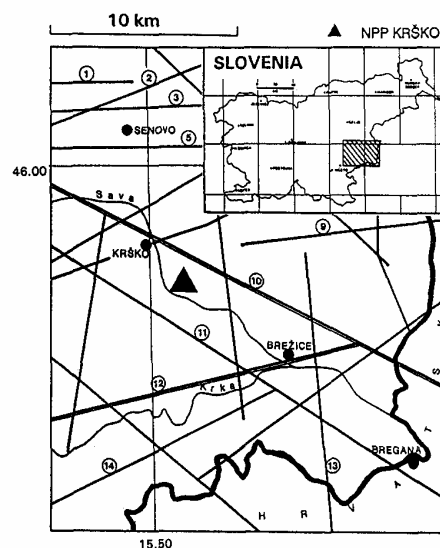 10 km
▲ NPP KRŠKO
SLOVENIA
1
2
3
SENOVO
5
46.00
Sava
9
KRŠKO
10
11
BREŽICE
12
Krka
S
T
BREGANA
14
13
A
V
H R
15.50